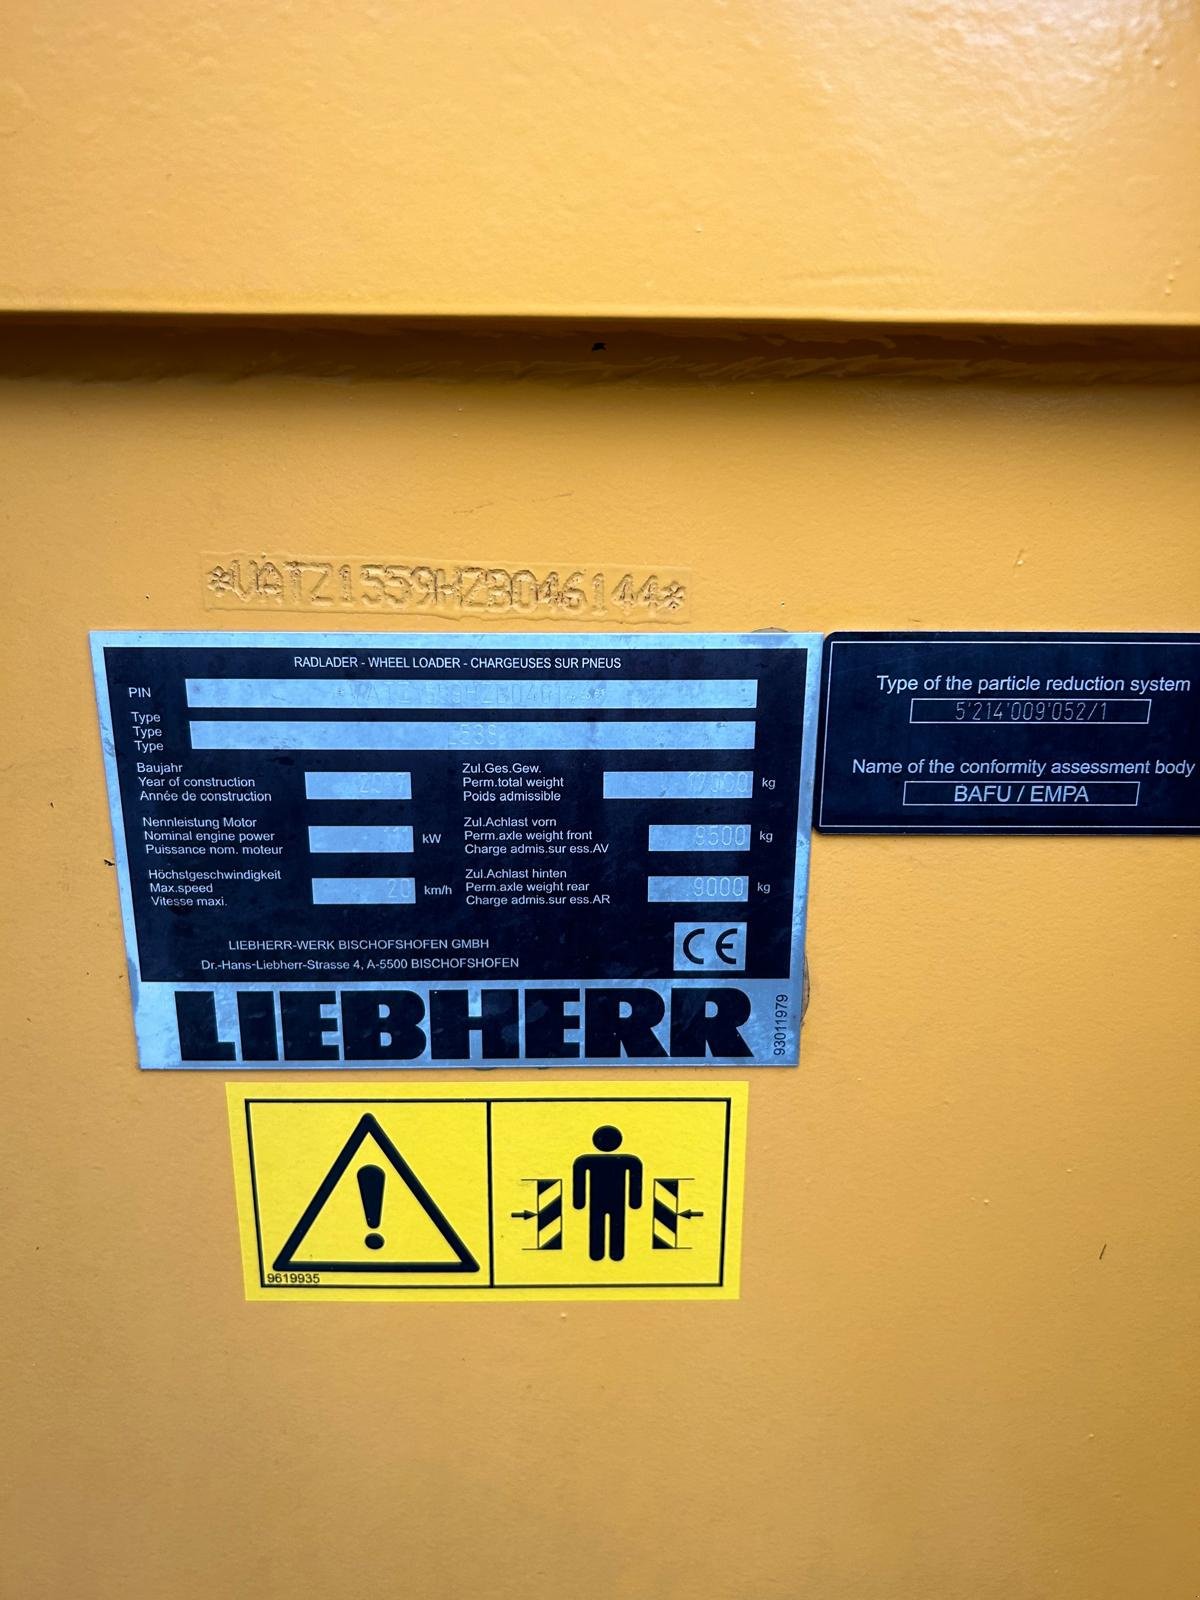 *VATZ1559HZB046144*
RADLADER - WHEEL LOADER - CHARGEUSES SUR PNEUS
PIN *VATZ1559HZB046144*
Type
Type
Type
L538
Baujahr
Year of construction 2017
Année de construction
Zul.Ges.Gew.
Perm.total weight kg
Poids admissible
Nennleistung Motor
Nominal engine power 111 kW
Puissance nom. moteur
Zul.Achlast vorn
Perm.axle weight front 9500 kg
Charge admis.sur ess.AV
Höchstgeschwindigkeit
Max.speed 20 km/h
Vitesse maxi.
Zul.Achlast hinten
Perm.axle weight rear 9000 kg
Charge admis.sur ess.AR
LIEBHERR-WERK BISCHOFSHOFEN GMBH
Dr.-Hans-Liebherr-Strasse 4, A-5500 BISCHOFSHOFEN
CE
LIEBHERR
93011979
Type of the particle reduction system
5'214'009'052/1
Name of the conformity assessment body
BAFU / EMPA
9619935